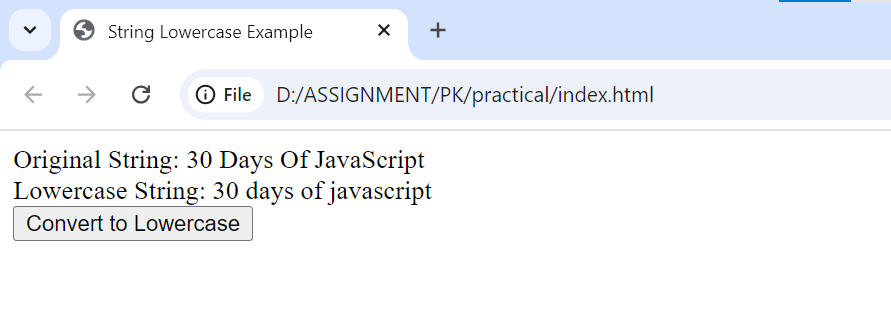 String Lowercase Example
File D:/ASSIGNMENT/PK/practical/index.html
Original String: 30 Days Of JavaScript
Lowercase String: 30 days of javascript
Convert to Lowercase